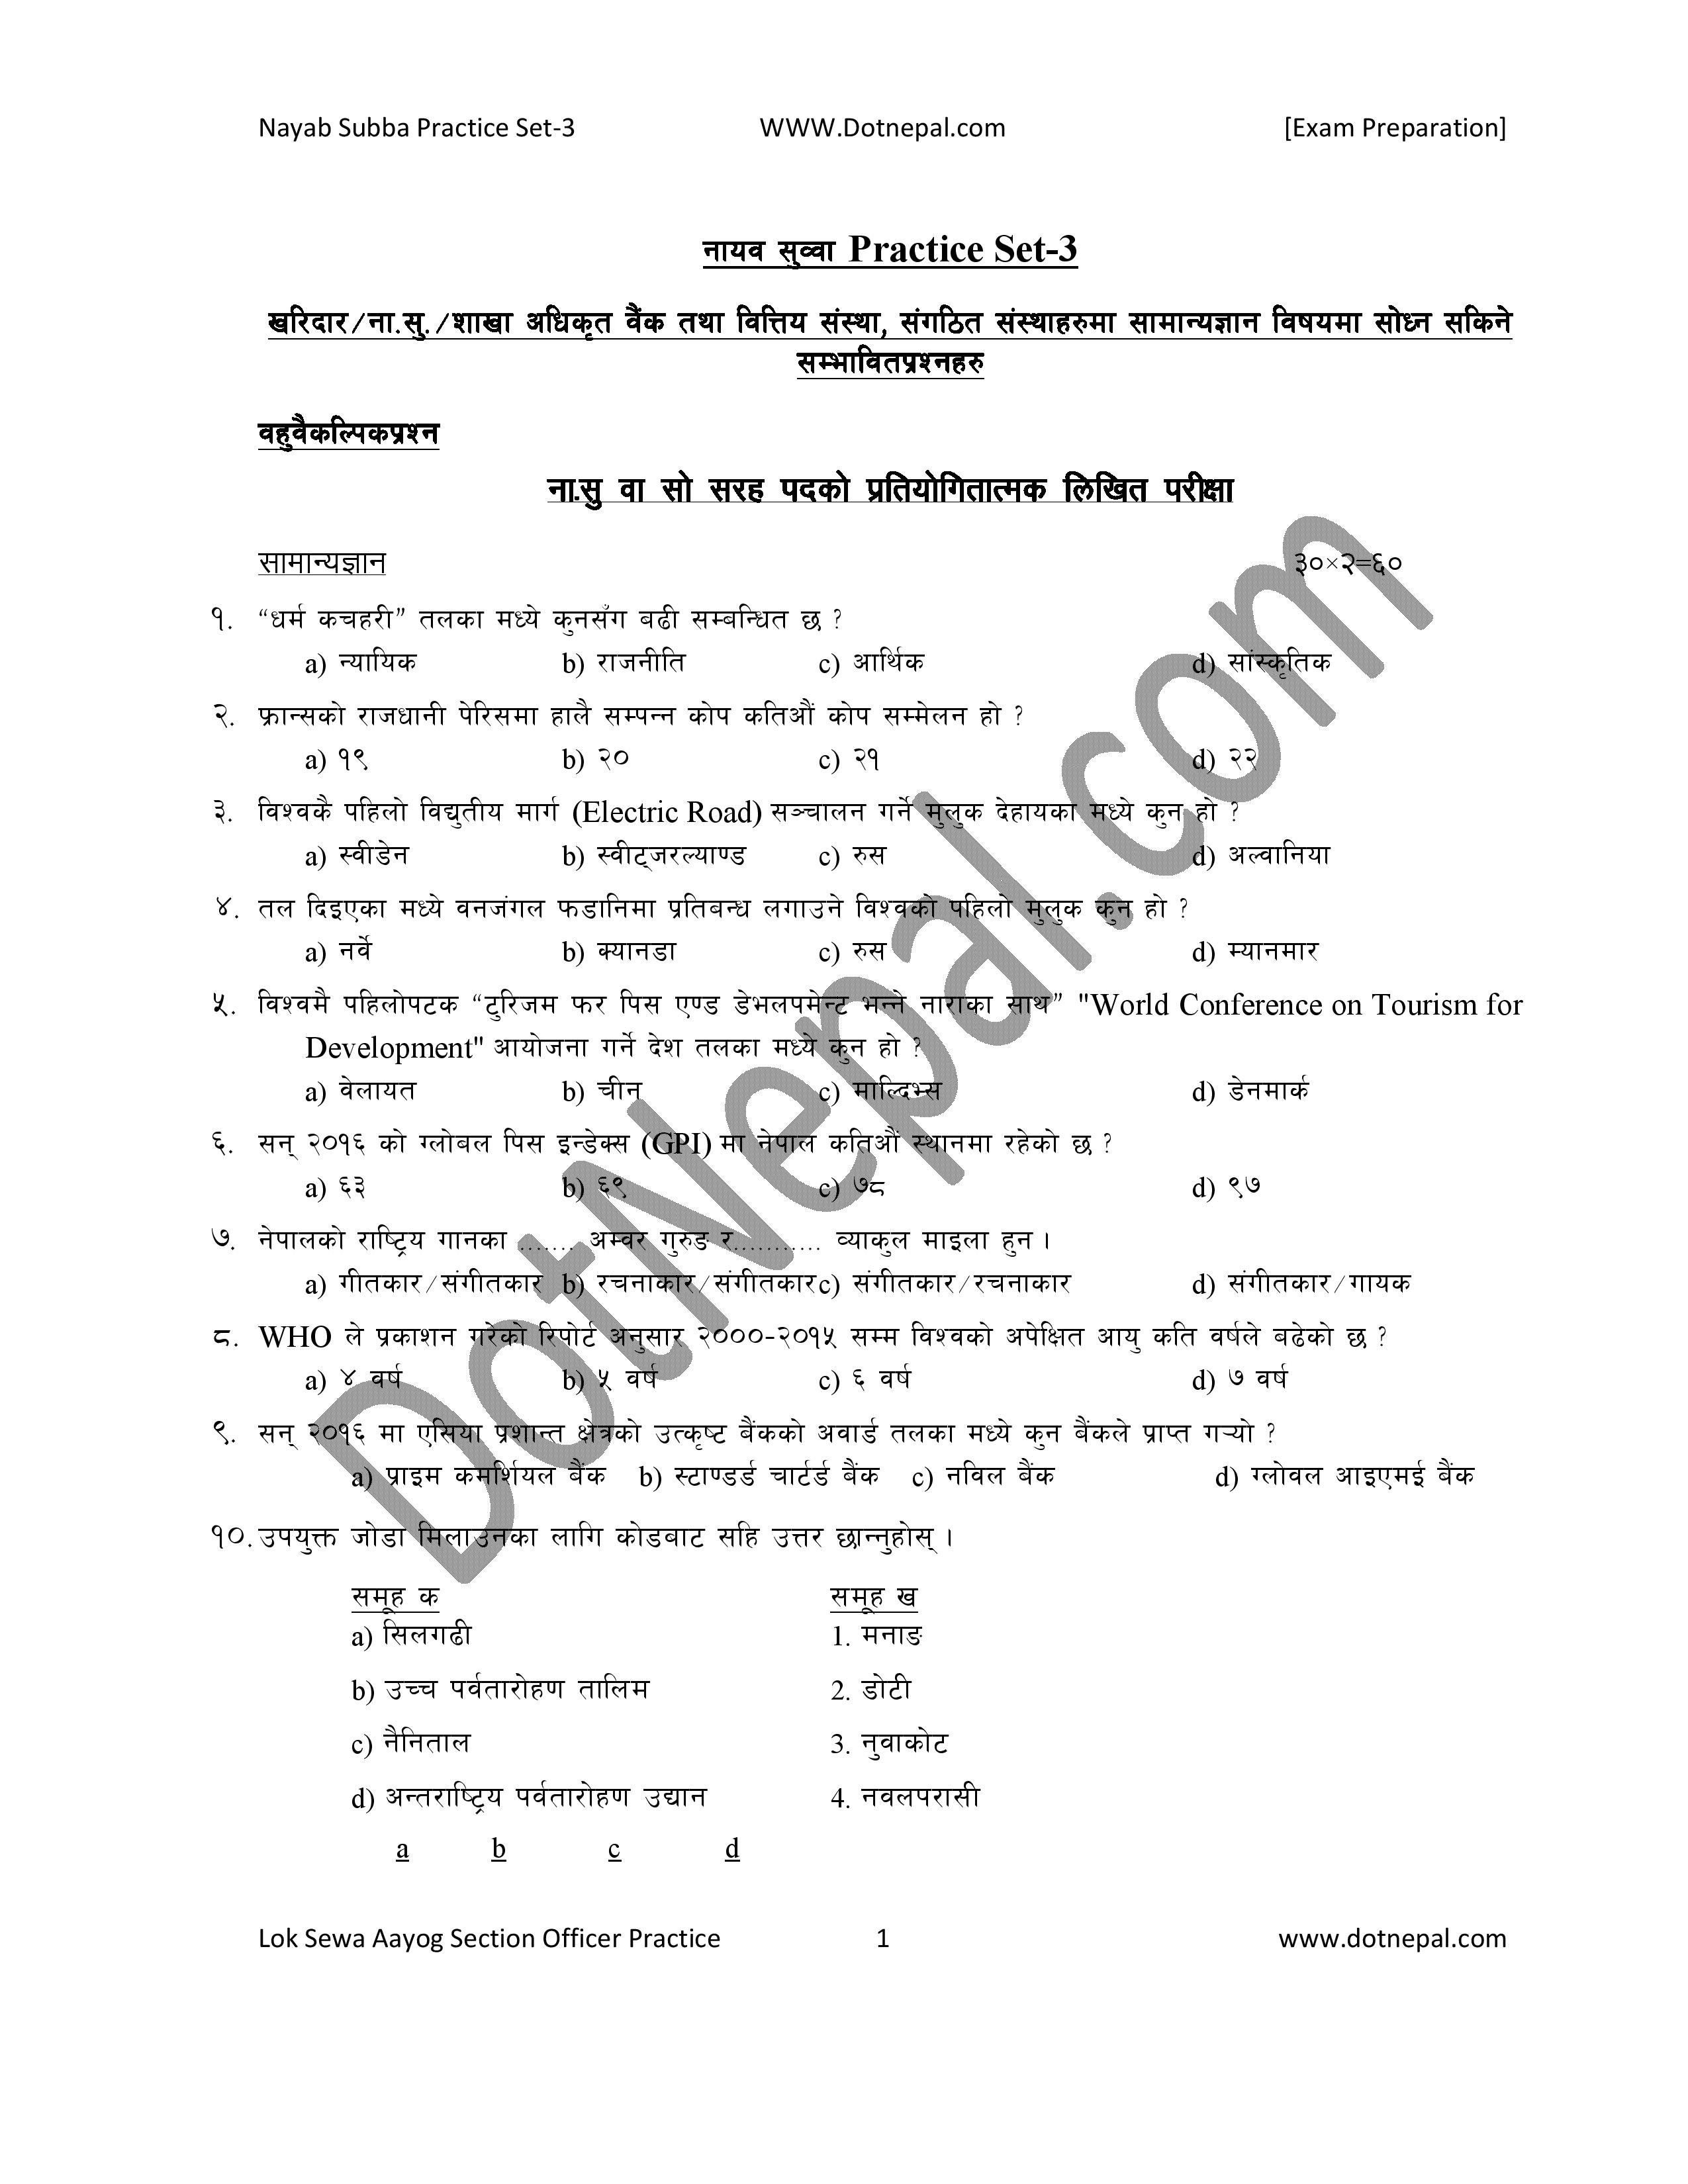 Nayab Subba Practice Set-3 WWW.Dotnepal.com [Exam Preparation]
नायव सुव्वा Practice Set-3
खरिदार/ना.सु./शाखा अधिकृत वैंक तथा वित्तिय संस्था, संगठित संस्थाहरुमा सामान्यज्ञान विषयमा सोध्न सकिने
सम्भावितप्रश्नहरु
वहुवैकल्पिकप्रश्न
ना.सु वा सो सरह पदको प्रतियोगितात्मक लिखित परीक्षा
सामान्यज्ञान ३०×२=६०
१. “धर्म कचहरी” तलका मध्ये कुनसँग बढी सम्बन्धित छ ?
a) न्यायिक b) राजनीति c) आर्थिक d) सांस्कृतिक
२. फ्रान्सको राजधानी पेरिसमा हालै सम्पन्न कोप कतिऔं कोप सम्मेलन हो ?
a) १९ b) २० c) २१ d) २२
३. विश्वकै पहिलो विद्युतीय मार्ग (Electric Road) सञ्चालन गर्ने मुलुक देहायका मध्ये कुन हो ?
a) स्वीडेन b) स्वीट्जरल्याण्ड c) रुस d) अल्वानिया
४. तल दिइएका मध्ये वनजंगल फडानिमा प्रतिबन्ध लगाउने विश्वको पहिलो मुलुक कुन हो ?
a) नर्वे b) क्यानडा c) रुस d) म्यानमार
५. विश्वमै पहिलोपटक “टुरिजम फर पिस एण्ड डेभलपमेन्ट भन्ने नाराका साथ” "World Conference on Tourism for
Development" आयोजना गर्ने देश तलका मध्ये कुन हो ?
a) वेलायत b) चीन c) माल्दिभ्स d) डेनमार्क
६. सन् २०१६ को ग्लोबल पिस इन्डेक्स (GPI) मा नेपाल कतिऔं स्थानमा रहेको छ ?
a) ६३ b) ६९ c) ७८ d) ९७
७. नेपालको राष्ट्रिय गानका ....... अम्वर गुरुङ र........... व्याकुल माइला हुन ।
a) गीतकार/संगीतकार b) रचनाकार/संगीतकार c) संगीतकार/रचनाकार d) संगीतकार/गायक
८. WHO ले प्रकाशन गरेको रिपोर्ट अनुसार २०००-२०१५ सम्म विश्वको अपेक्षित आयु कति वर्षले बढेको छ ?
a) ४ वर्ष b) ५ वर्ष c) ६ वर्ष d) ७ वर्ष
९. सन् २०१६ मा एसिया प्रशान्त क्षेत्रको उत्कृष्ट बैंकको अवार्ड तलका मध्ये कुन बैंकले प्राप्त गर्‍यो ?
a) प्राइम कमर्शियल बैंक b) स्टाण्डर्ड चार्टर्ड बैंक c) नविल बैंक d) ग्लोवल आइएमई बैंक
१०. उपयुक्त जोडा मिलाउनका लागि कोडबाट सहि उत्तर छान्नुहोस् ।
समूह क समूह ख
a) सिलगढी 1. मनाङ
b) उच्च पर्वतारोहण तालिम 2. डोटी
c) नैनिताल 3. नुवाकोट
d) अन्तराष्ट्रिय पर्वतारोहण उद्यान 4. नवलपरासी
a b c d
Lok Sewa Aayog Section Officer Practice 1 www.dotnepal.com
DotNepal.com